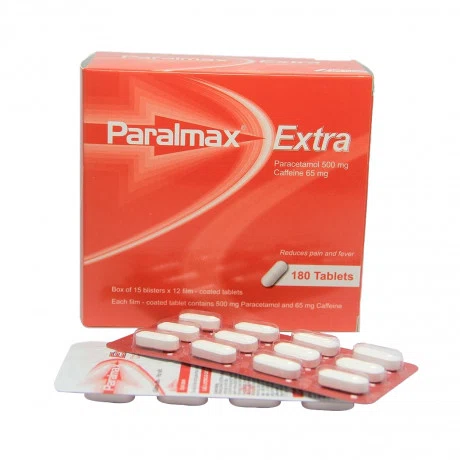 Paralmax Extra
Paracetamol 500 mg
Caffeine 65 mg
Reduces pain and fever
180 Tablets
Box of 15 blisters x 12 film - coated tablets
Each film - coated tablet contains 500 mg Paracetamol and 65 mg Caffeine
Paralmax